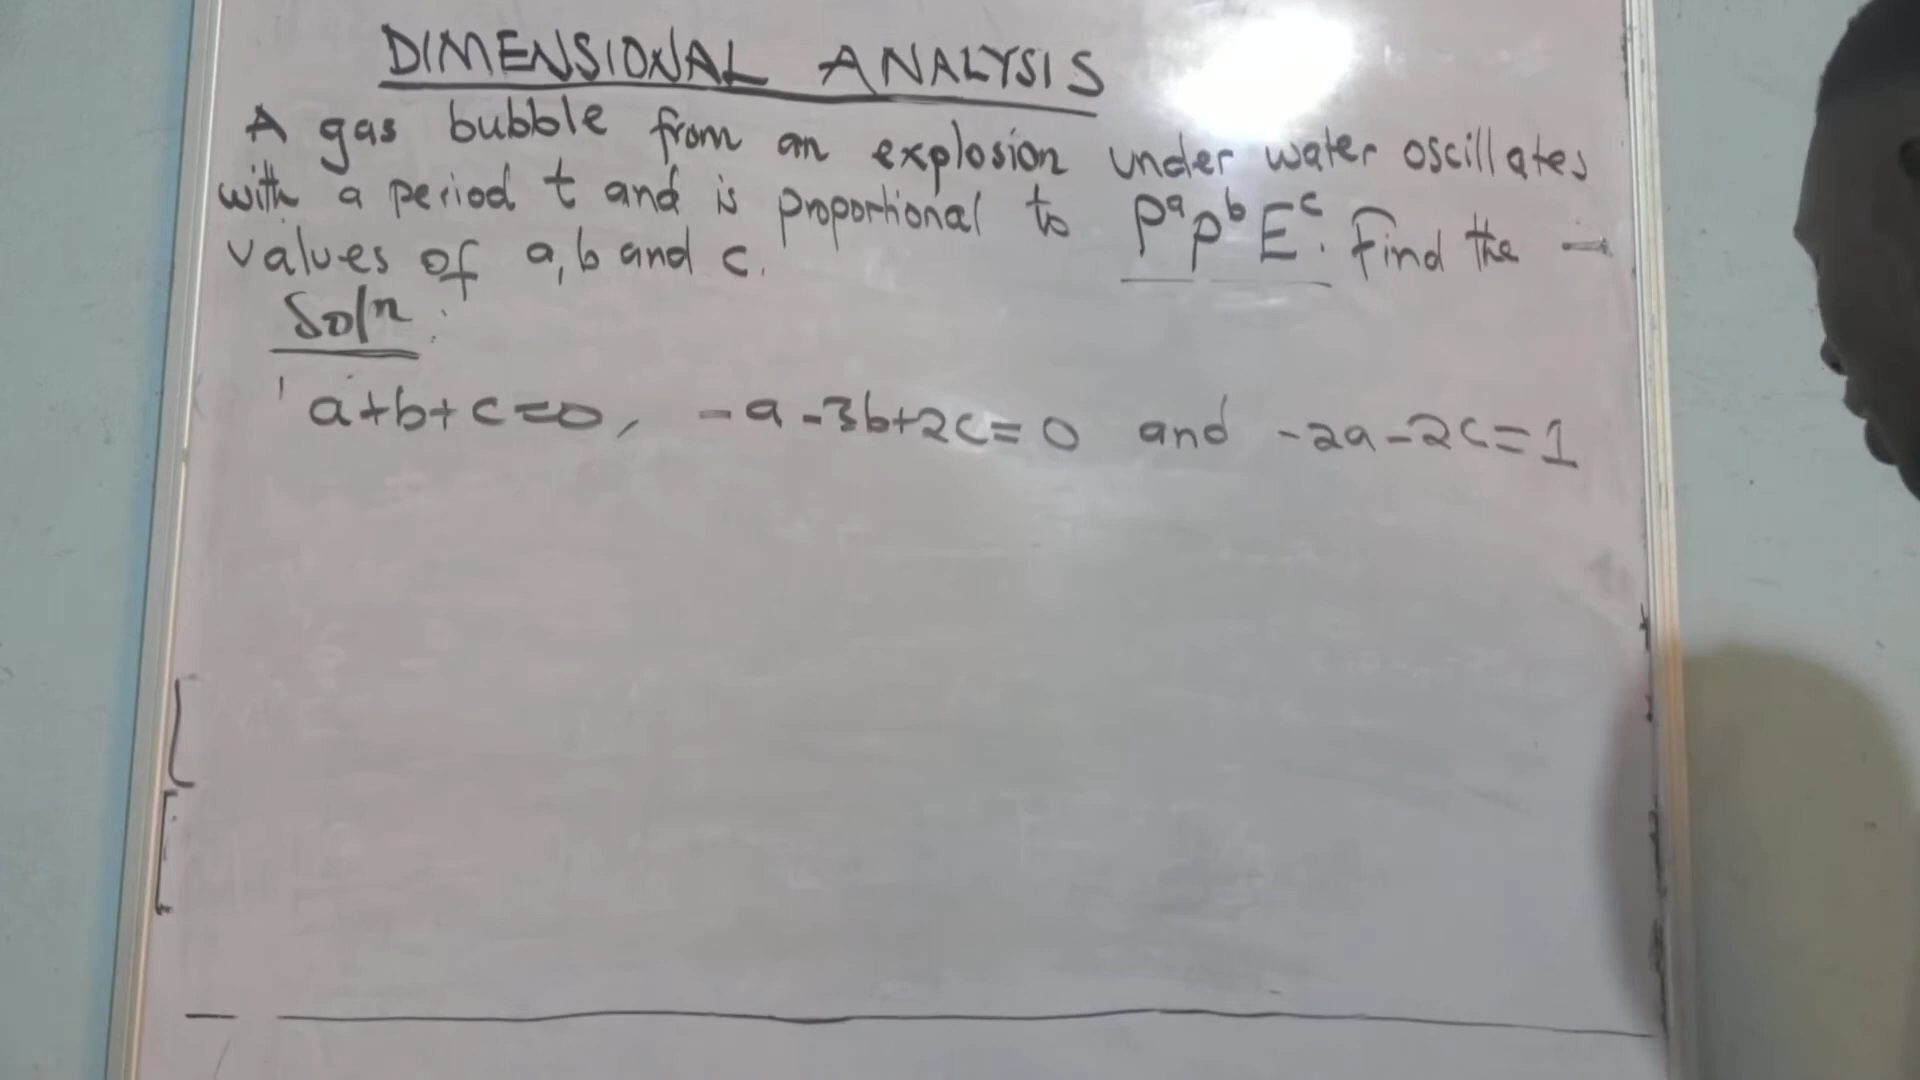 DIMENSIONAL ANALYSIS
A gas bubble from an explosion under water oscillates
with a period t and is proportional to PᵃρᵇEᶜ. Find the
values of a, b and c.
Solⁿ:
a+b+c=0, -a-3b+2c=0 and -2a-2c=1